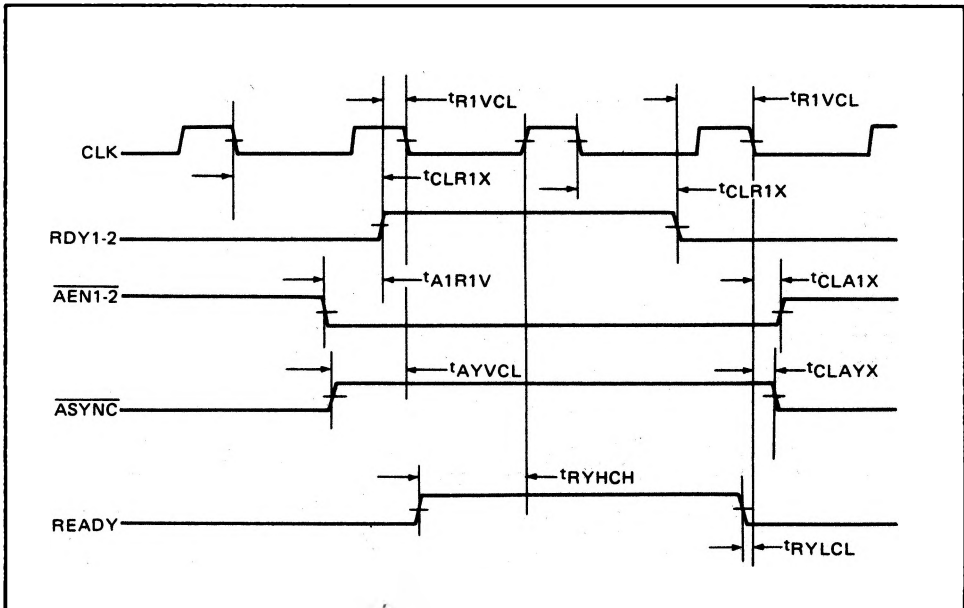 tR1VCL tR1VCL
CLK
tCLR1X tCLR1X
RDY1-2
tA1R1V tCLA1X
AEN1-2
tAYVCL tCLAYX
ASYNC
tRYHCH
READY
tRYLCL